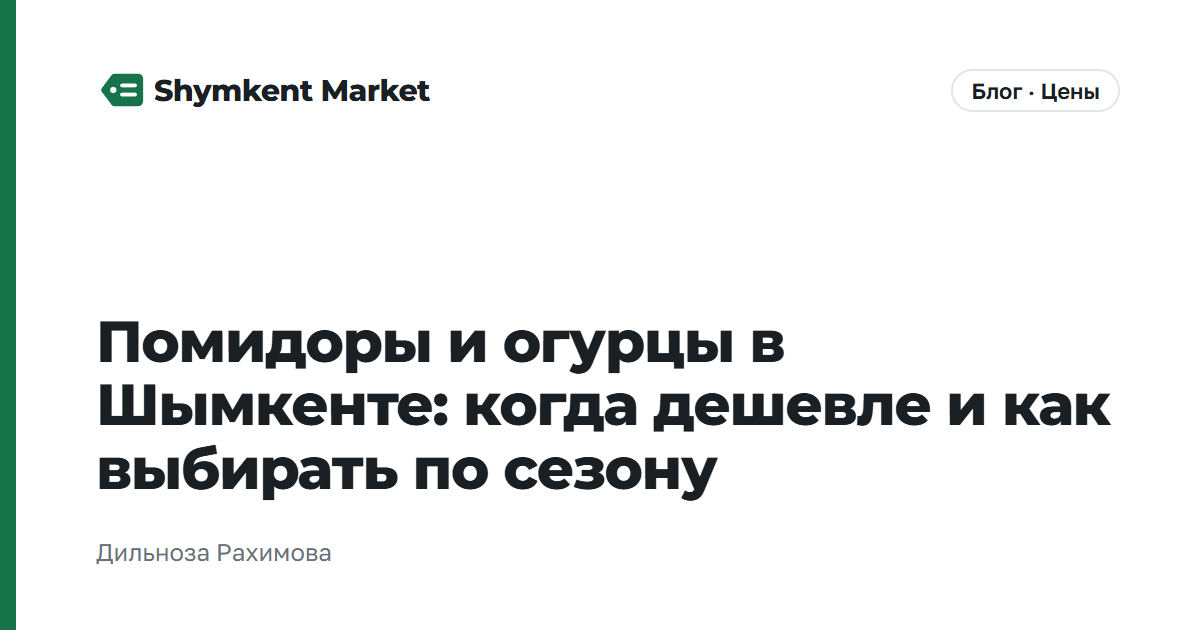 Shymkent Market
Блог · Цены
Помидоры и огурцы в
Шымкенте: когда дешевле и как
выбирать по сезону
Дильноза Рахимова